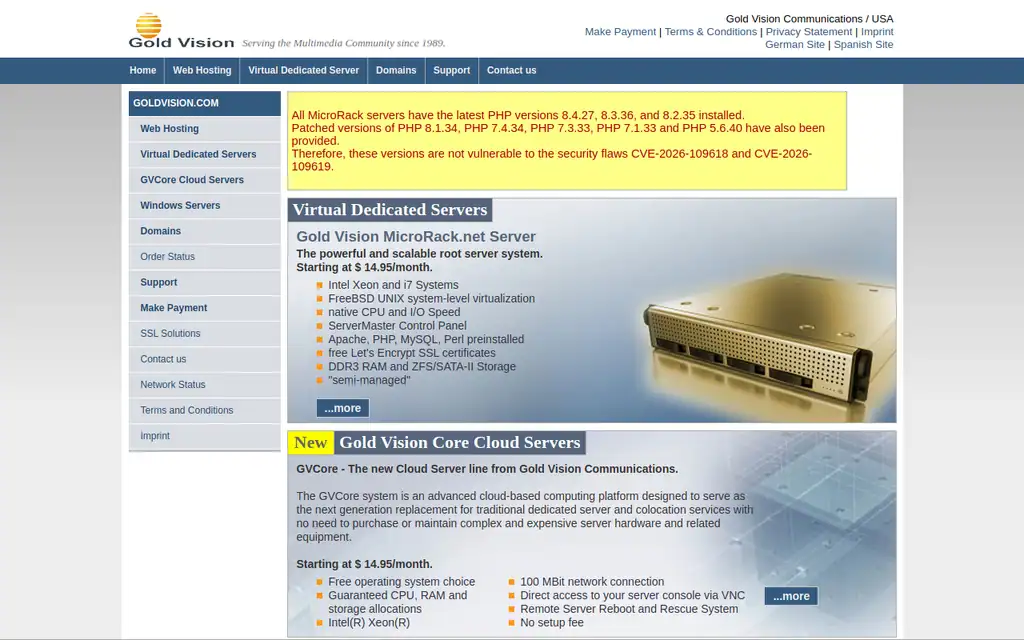 Gold Vision
Serving the Multimedia Community since 1989.
Gold Vision Communications / USA
Make Payment | Terms & Conditions | Privacy Statement | Imprint
German Site | Spanish Site
Home
Web Hosting
Virtual Dedicated Server
Domains
Support
Contact us
GOLDVISION.COM
Web Hosting
Virtual Dedicated Servers
GVCore Cloud Servers
Windows Servers
Domains
Order Status
Support
Make Payment
SSL Solutions
Contact us
Network Status
Terms and Conditions
imprint
All MicroRack servers have the latest PHP versions 8.4.27, 8.3.36, and 8.2.35 installed.
Patched versions of PHP 8.1.34, PHP 7.4.34, PHP 7.3.33, PHP 7.1.33 and PHP 5.6.40 have also been
provided.
Therefore, these versions are not vulnerable to the security flaws CVE-2026-109618 and CVE-2026-
109619.
Virtual Dedicated Servers
Gold Vision MicroRack.net Server
The powerful and scalable root server system.
Starting at $ 14.95/month.
Intel Xeon and i7 Systems
FreeBSD UNIX system-level virtualization
native CPU and I/O Speed
ServerMaster Control Panel
Apache, PHP, MySQL, Perl preinstalled
free Let's Encrypt SSL certificates
DDR3 RAM and ZFS/SATA-II Storage
"semi-managed"
...more
New Gold Vision Core Cloud Servers
GVCore - The new Cloud Server line from Gold Vision Communications.
The GVCore system is an advanced cloud-based computing platform designed to serve as
the next generation replacement for traditional dedicated server and colocation services with
no need to purchase or maintain complex and expensive server hardware and related
equipment.
Starting at $ 14.95/month.
Free operating system choice
Guaranteed CPU, RAM and
storage allocations
Intel(R) Xeon(R)
100 MBit network connection
Direct access to your server console via VNC
Remote Server Reboot and Rescue System
No setup fee
...more